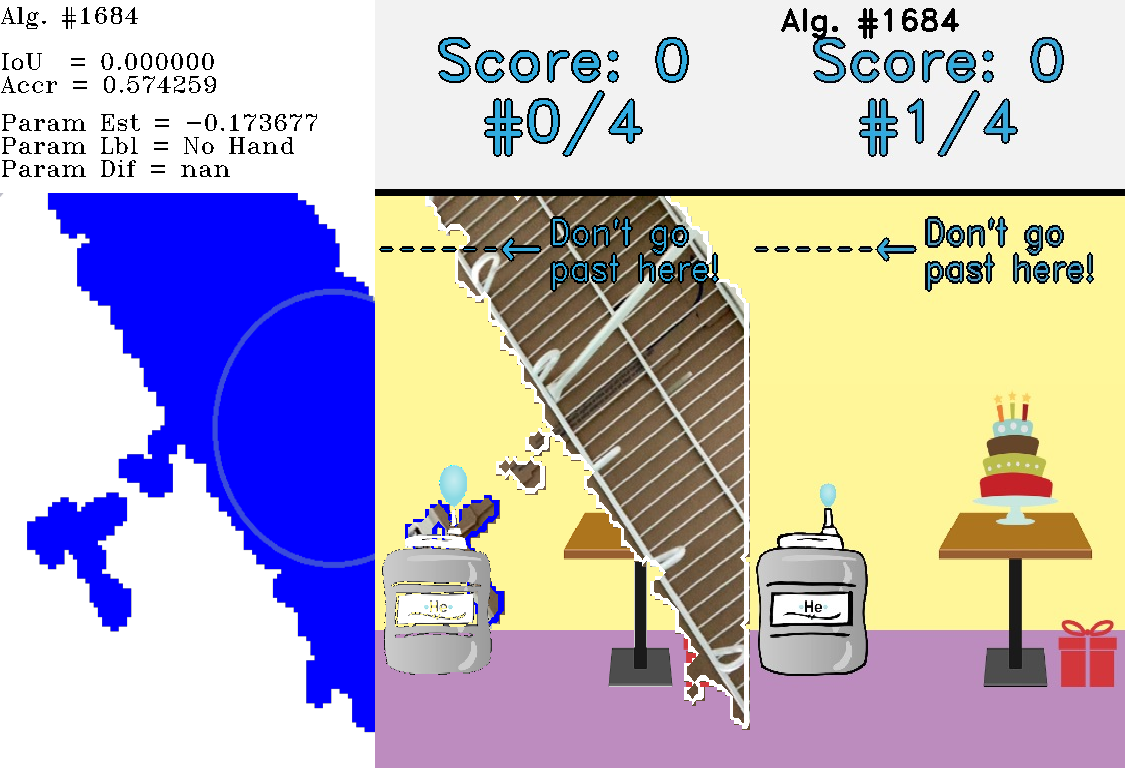 Alg. #1684
IoU = 0.000000
Accr = 0.574259
Param Est = -0.173677
Param Lbl = No Hand
Param Dif = nan
Score: 0
#0/4
Don't go
past here!
He
Alg. #1684
Score: 0
#1/4
Don't go
past here!
He